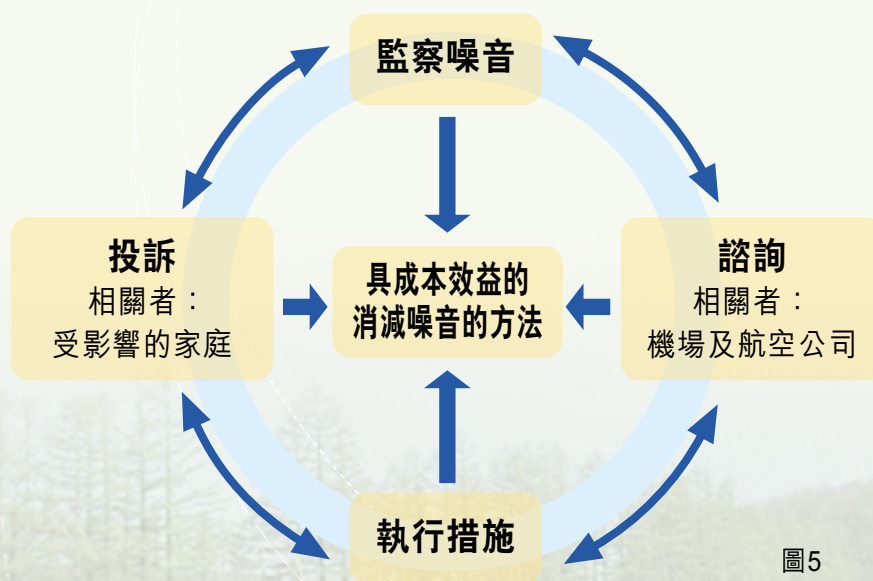 監察噪音
投訴
相關者：
受影響的家庭
具成本效益的
消減噪音的方法
諮詢
相關者：
機場及航空公司
執行措施
圖5